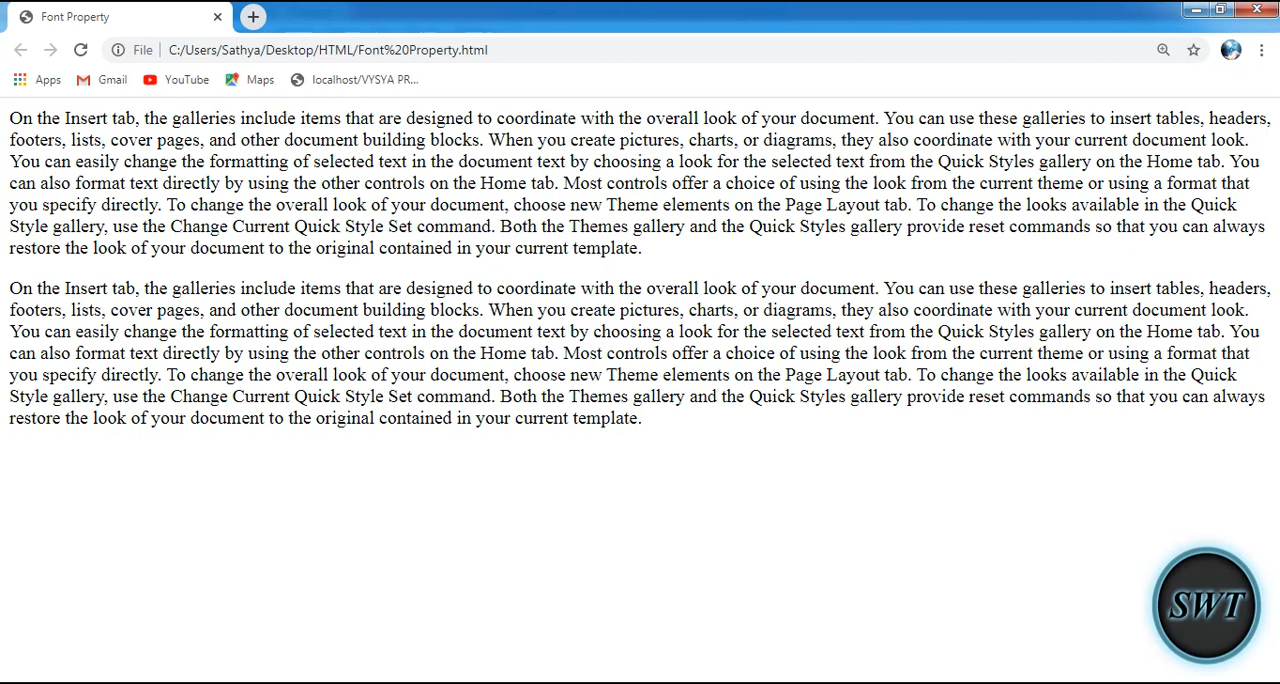 Font Property
File
C:/Users/Sathya/Desktop/HTML/Font%20Property.html
Apps Gmail YouTube Maps localhost/VYSYA PR...
On the Insert tab, the galleries include items that are designed to coordinate with the overall look of your document. You can use these galleries to insert tables, headers,
footers, lists, cover pages, and other document building blocks. When you create pictures, charts, or diagrams, they also coordinate with your current document look.
You can easily change the formatting of selected text in the document text by choosing a look for the selected text from the Quick Styles gallery on the Home tab. You
can also format text directly by using the other controls on the Home tab. Most controls offer a choice of using the look from the current theme or using a format that
you specify directly. To change the overall look of your document, choose new Theme elements on the Page Layout tab. To change the looks available in the Quick
Style gallery, use the Change Current Quick Style Set command. Both the Themes gallery and the Quick Styles gallery provide reset commands so that you can always
restore the look of your document to the original contained in your current template.
On the Insert tab, the galleries include items that are designed to coordinate with the overall look of your document. You can use these galleries to insert tables, headers,
footers, lists, cover pages, and other document building blocks. When you create pictures, charts, or diagrams, they also coordinate with your current document look.
You can easily change the formatting of selected text in the document text by choosing a look for the selected text from the Quick Styles gallery on the Home tab. You
can also format text directly by using the other controls on the Home tab. Most controls offer a choice of using the look from the current theme or using a format that
you specify directly. To change the overall look of your document, choose new Theme elements on the Page Layout tab. To change the looks available in the Quick
Style gallery, use the Change Current Quick Style Set command. Both the Themes gallery and the Quick Styles gallery provide reset commands so that you can always
restore the look of your document to the original contained in your current template.
SWT